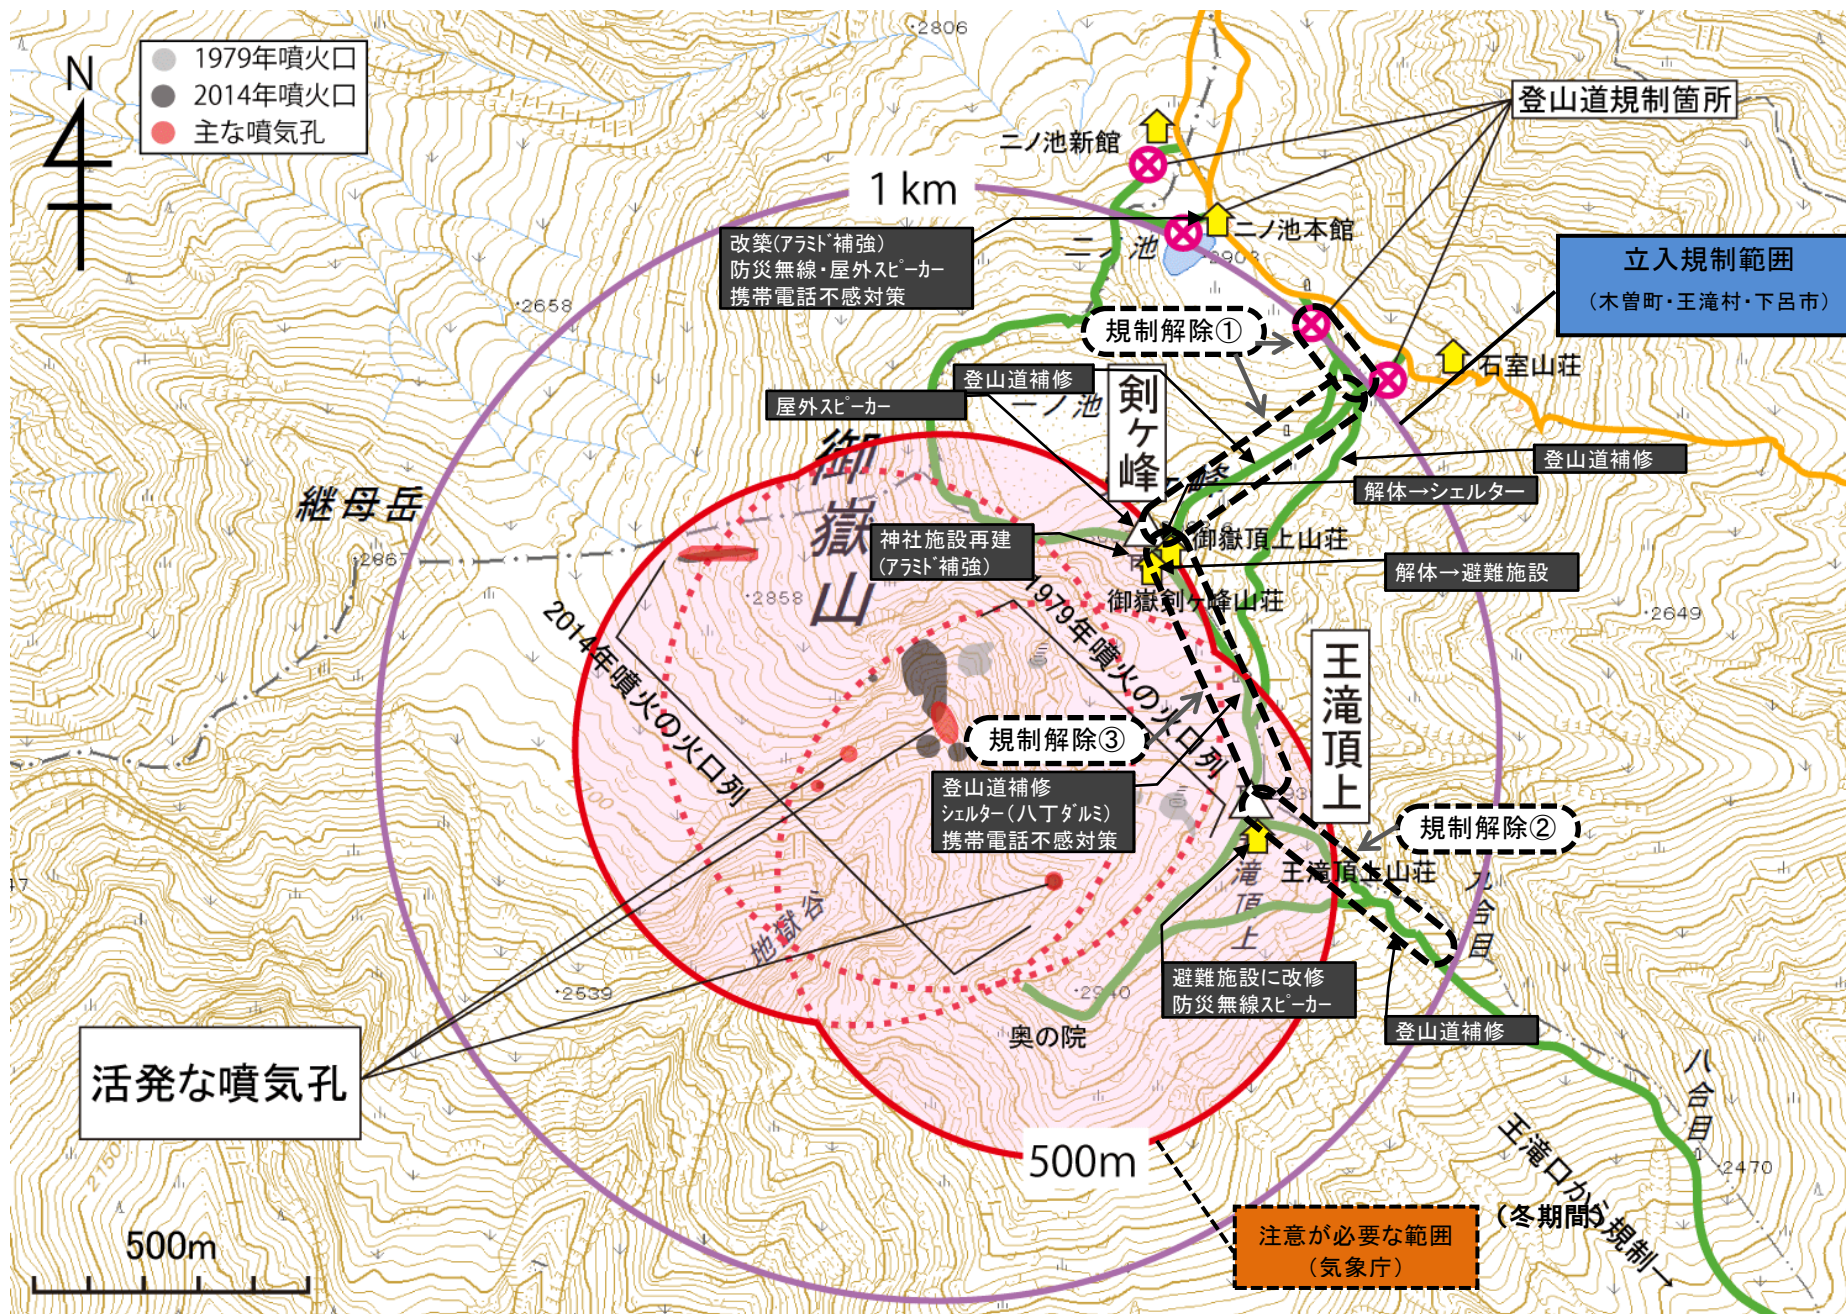 N
1979年噴火口
2014年噴火口
主な噴気孔
2806
登山道規制箇所
二ノ池新館
1 km
二ノ池本館
二ノ池
2903
改築(ｱﾗﾐﾄﾞ補強)
防災無線・屋外ｽﾋﾟｰｶｰ
携帯電話不感対策
立入規制範囲
(木曽町・王滝村・下呂市)
2658
規制解除①
登山道補修
屋外ｽﾋﾟｰｶｰ
一ノ池
剣ヶ峰
石室山荘
登山道補修
解体→シェルター
御嶽山
継母岳
2867
神社施設再建
(ｱﾗﾐﾄﾞ補強)
御嶽頂上山荘
解体→避難施設
御嶽剣ヶ峰山荘
2858
2649
2014年噴火の火口列
1979年噴火の火口列
王滝頂上
規制解除③
登山道補修
ｼｪﾙﾀｰ(八丁ﾀﾞﾙﾐ)
携帯電話不感対策
規制解除②
王滝頂上山荘
王滝頂上
九合目
地獄谷
2539
2940
避難施設に改修
防災無線ｽﾋﾟｰｶｰ
登山道補修
奥の院
活発な噴気孔
八合目
500m
2470
王滝口から規制→
(冬期間)
注意が必要な範囲
(気象庁)
500m